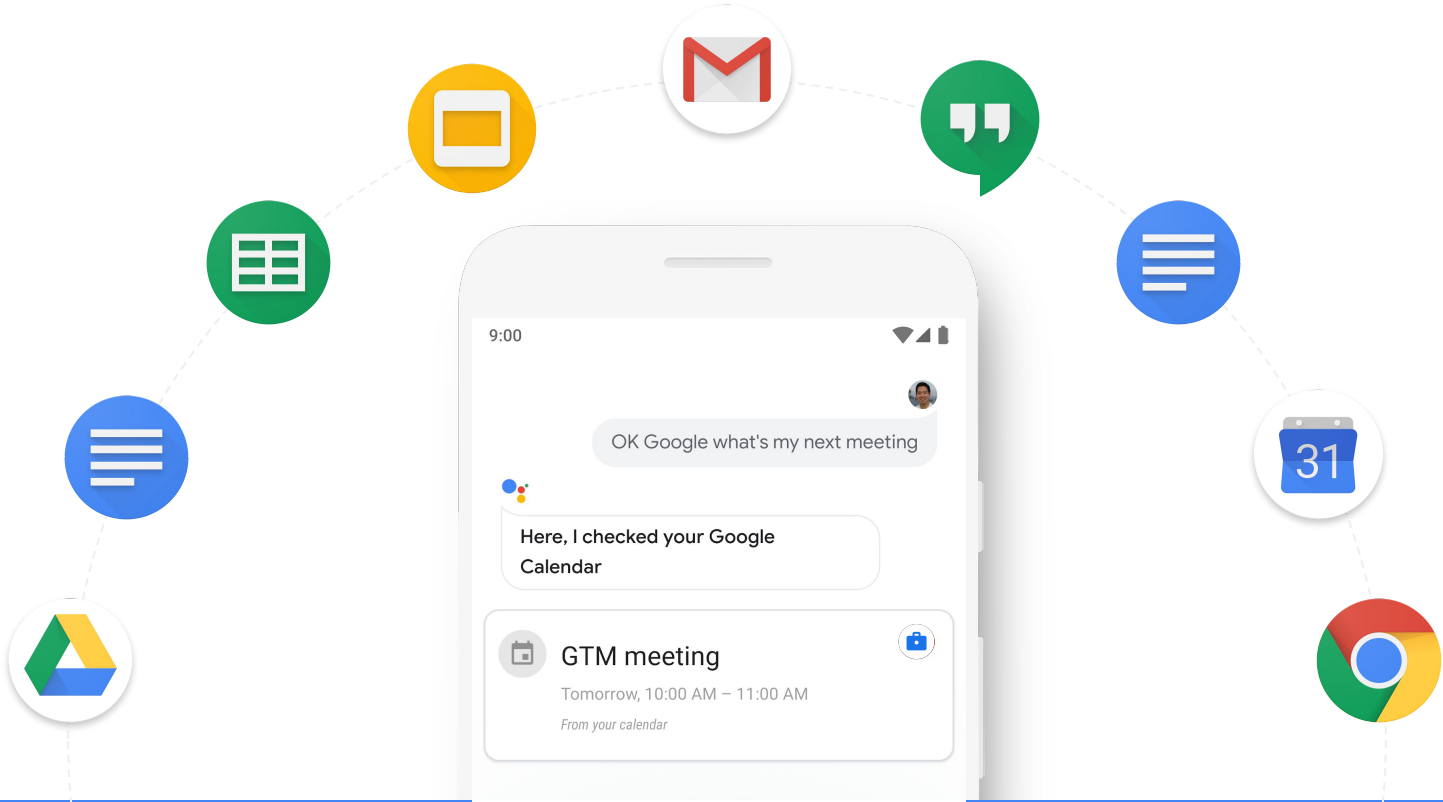 31
9:00
OK Google what's my next meeting
Here, I checked your Google
Calendar
GTM meeting
Tomorrow, 10:00 AM – 11:00 AM
From your calendar